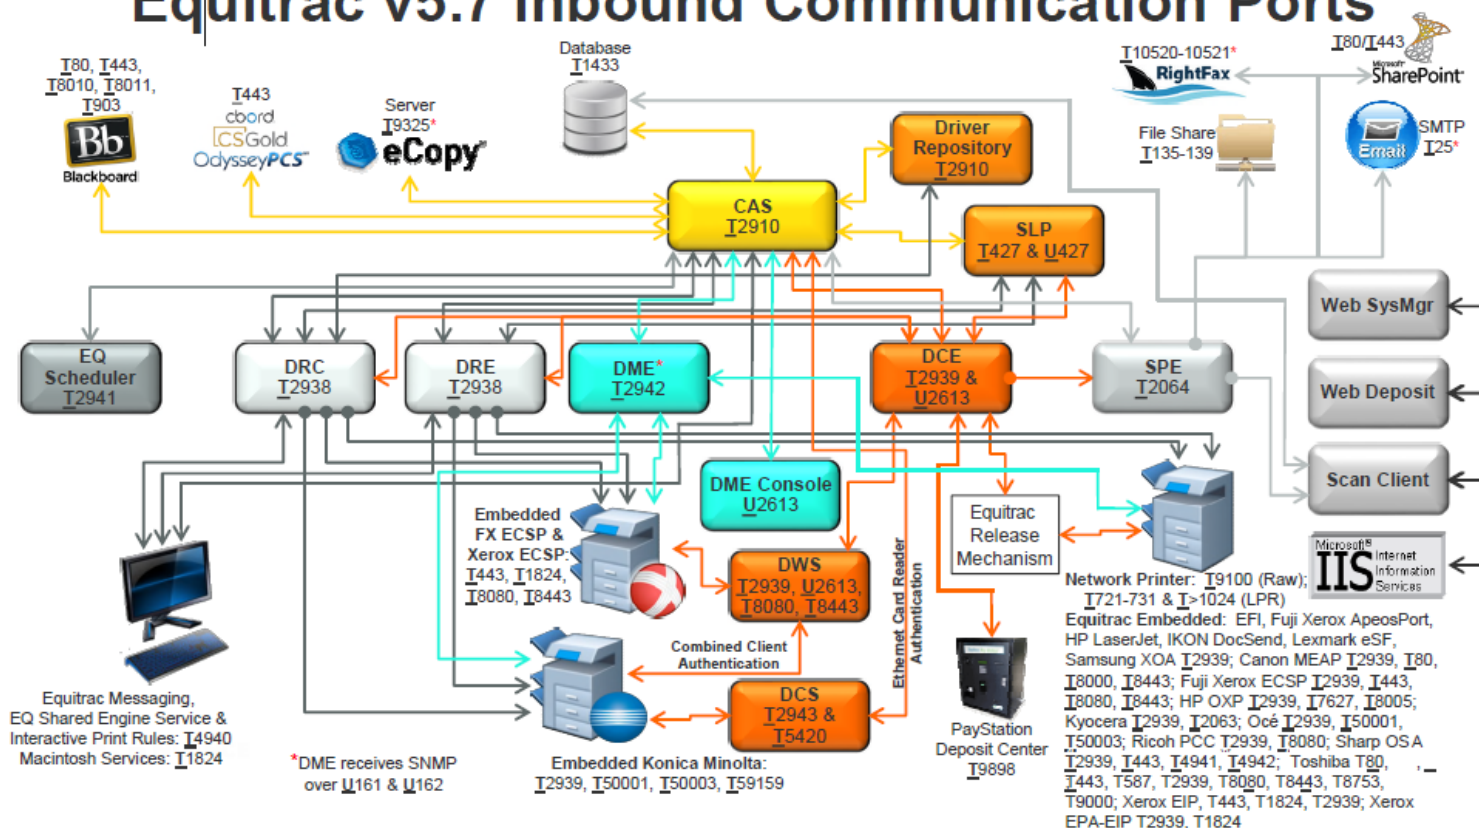 Equitrac v5.7 Inbound Communication Ports
T80, T443,
T8010, T8011,
T903
Bb
Blackboard
T443
cbord
CSGold
OdysseyPCS™
Server
T9325*
eCopy
Database
T1433
T10520-10521*
RightFax
T80/T443
Microsoft
SharePoint
File Share
T135-139
Email
SMTP
T25*
Driver
Repository
T2910
CAS
T2910
SLP
T427 & U427
EQ
Scheduler
T2941
DRC
T2938
DRE
T2938
DME*
T2942
DCE
T2939 &
U2613
SPE
T2064
Web SysMgr
Web Deposit
Scan Client
Microsoft®
IIS
Internet
Information
Services
DME Console
U2613
Embedded
FX ECSP &
Xerox ECSP:
T443, T1824,
T8080, T8443
DWS
T2939, U2613,
T8080, T8443
Equitrac
Release
Mechanism
Ethernet Card Reader
Authentication
Combined Client
Authentication
DCS
T2943 &
T5420
PayStation
Deposit Center
T9898
Equitrac Messaging,
EQ Shared Engine Service &
Interactive Print Rules: T4940
Macintosh Services: T1824
*DME receives SNMP
over U161 & U162
Embedded Konica Minolta:
T2939, T50001, T50003, T59159
Network Printer: T9100 (Raw);
T721-731 & T>1024 (LPR)
Equitrac Embedded: EFI, Fuji Xerox ApeosPort,
HP LaserJet, IKON DocSend, Lexmark eSF,
Samsung XOA T2939; Canon MEAP T2939, T80,
T8000, T8443; Fuji Xerox ECSP T2939, T443,
T8080, T8443; HP OXP T2939, T7627, T8005;
Kyocera T2939, T2063; Océ T2939, T50001,
T50003; Ricoh PCC T2939, T8080; Sharp OSA
T2939, T443, T4941, T4942; Toshiba T80, , _
T443, T587, T2939, T8080, T8443, T8753,
T9000; Xerox EIP, T443, T1824, T2939; Xerox
EPA-EIP T2939, T1824